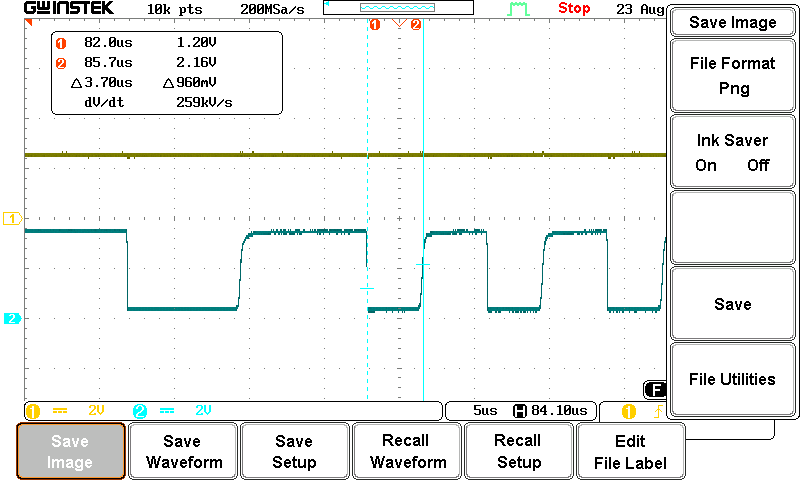 GWINSTEK 10k pts 200MSa/s Stop 23 Aug
1 2
1 82.0us 1.20V
2 85.7us 2.16V
△3.70us △960mV
dV/dt 259kV/s
1
2
F
1 2V 2 2V 5us H 84.10us 1
Save Image
File Format
Png
Ink Saver
On Off
Save
File Utilities
Save Image
Save Waveform
Save Setup
Recall Waveform
Recall Setup
Edit File Label